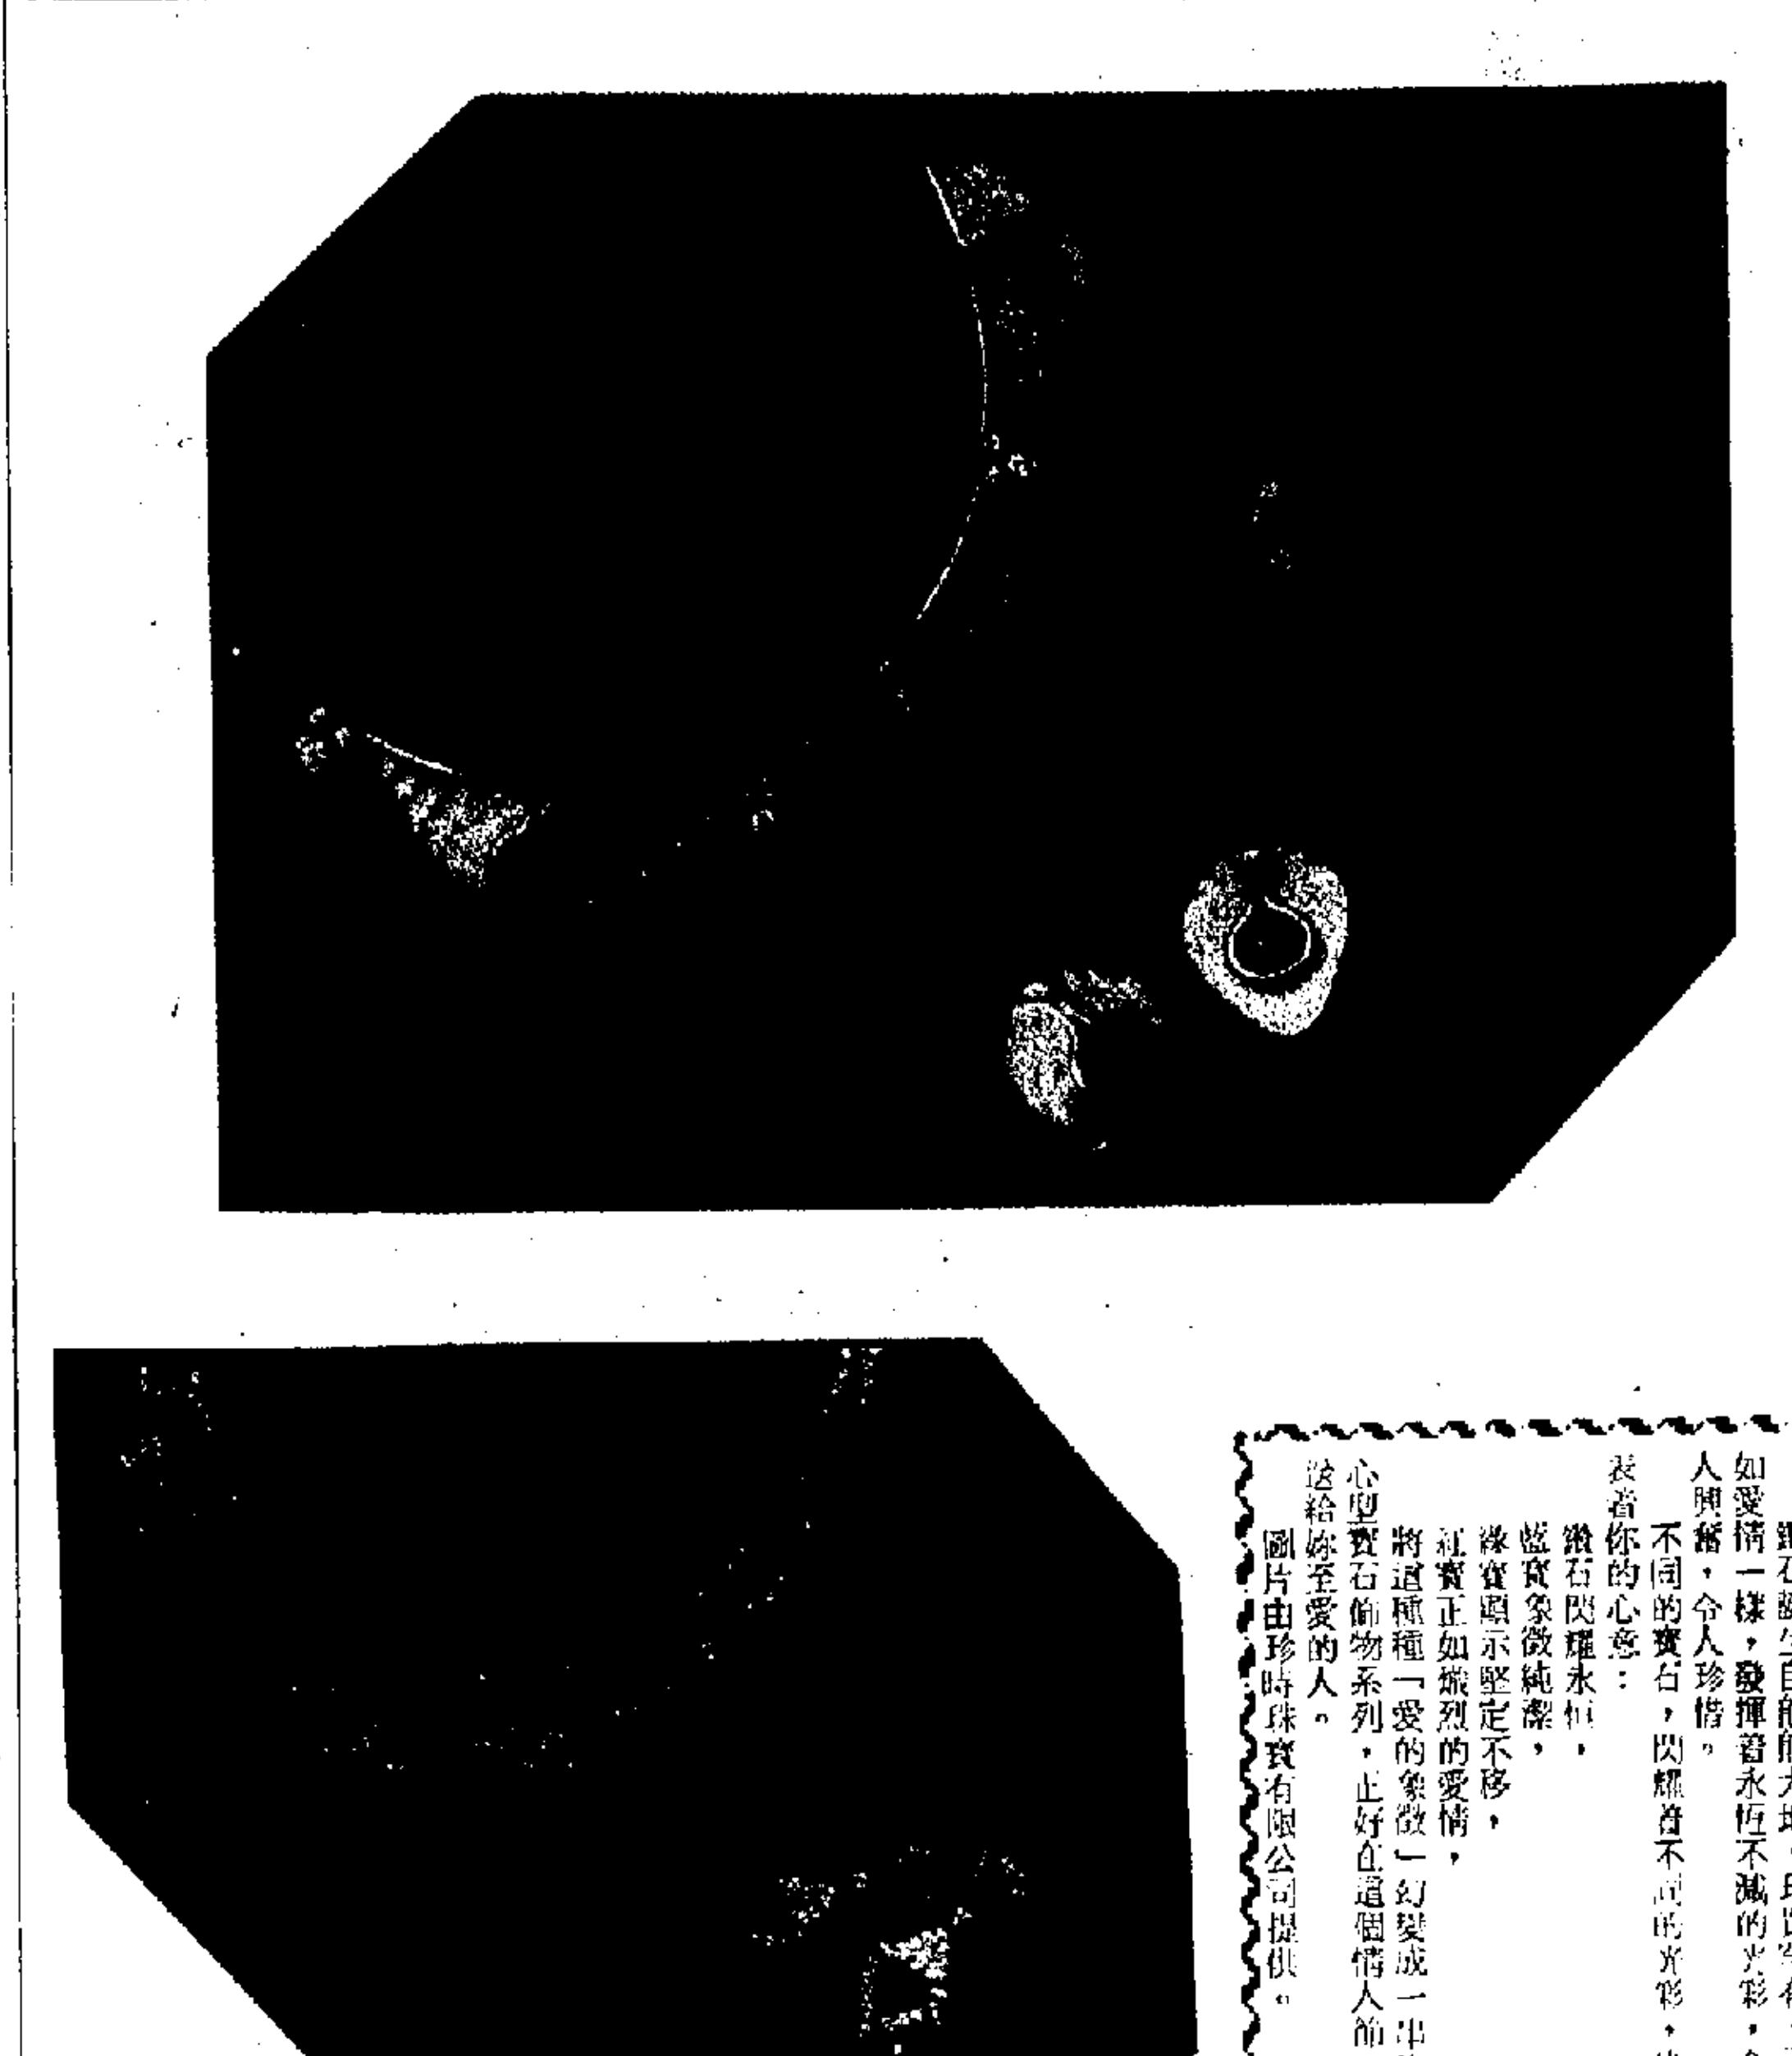 如愛情一樣，發揮着永恆不減的光彩，
人興奮，令人珍惜。
不同的寶石，閃耀着不同的光彩，
表着你的心意：
鑽石閃耀永恒，
藍寶象徵純潔，
綠寶顯示堅定不移，
紅寶正如熾烈的愛情，
將這種種「愛的象徵」幻變成一串
心型寶石飾物系列，正好在這個情人節
送給妳至愛的人。
圖片由珍時珠寶有限公司提供。